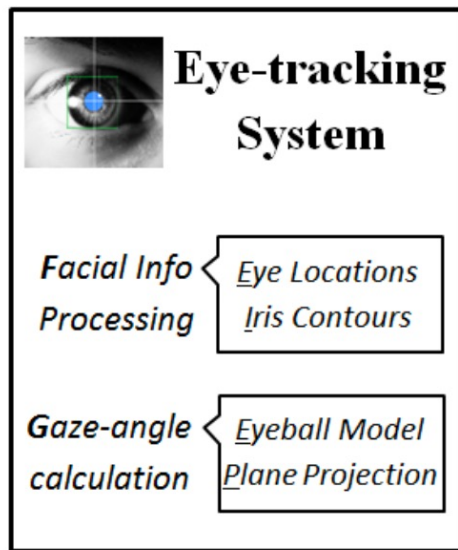 Eye-tracking
System
Facial Info
Processing
Eye Locations
Iris Contours
Gaze-angle
calculation
Eyeball Model
Plane Projection